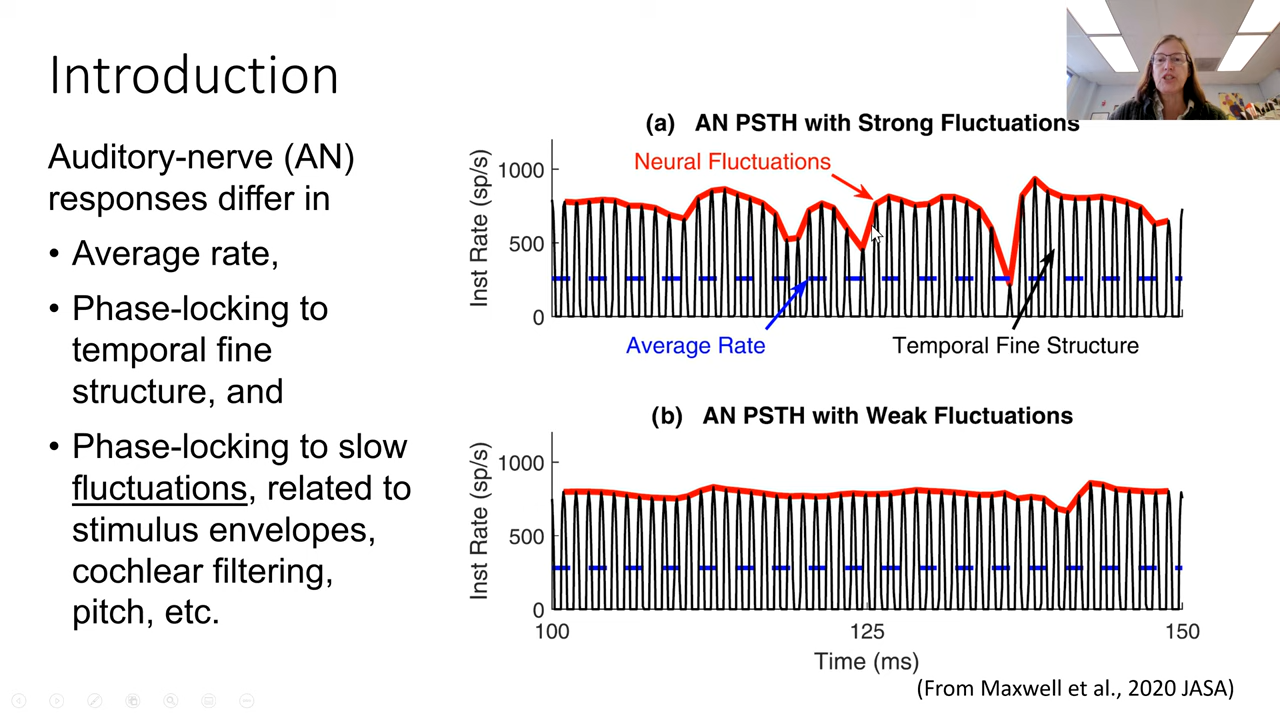 Introduction
Auditory-nerve (AN)
responses differ in
• Average rate,
• Phase-locking to
temporal fine
structure, and
• Phase-locking to slow
fluctuations, related to
stimulus envelopes,
cochlear filtering,
pitch, etc.
(a) AN PSTH with Strong Fluctuations
Neural Fluctuations
Inst Rate (sp/s)
1000
500
0
Average Rate
Temporal Fine Structure
(b) AN PSTH with Weak Fluctuations
Inst Rate (sp/s)
1000
500
0
100 125 150
Time (ms)
(From Maxwell et al., 2020 JASA)